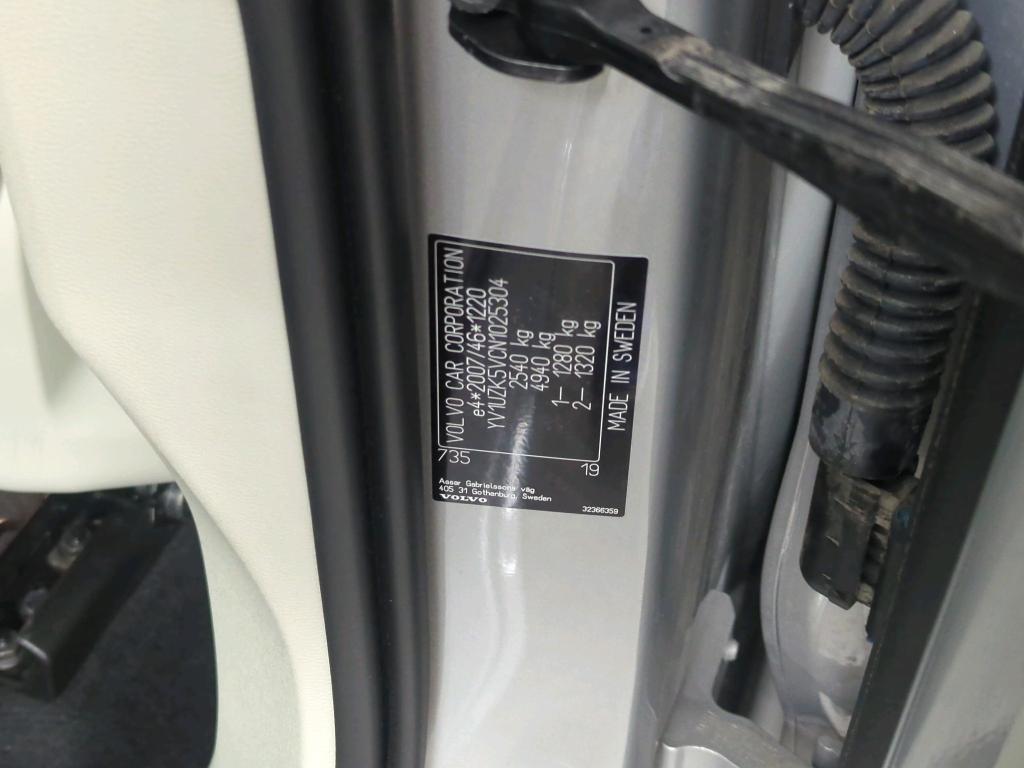 VOLVO CAR CORPORATION
e4*2007/46*1220
YV1UZK5VCN1025304
2540 kg
4940 kg
1— 1280 kg
2— 1320 kg
MADE IN SWEDEN
735
19
Assar Gabrielssons väg
405 31 Gothenburg, Sweden
VOLVO
32366359